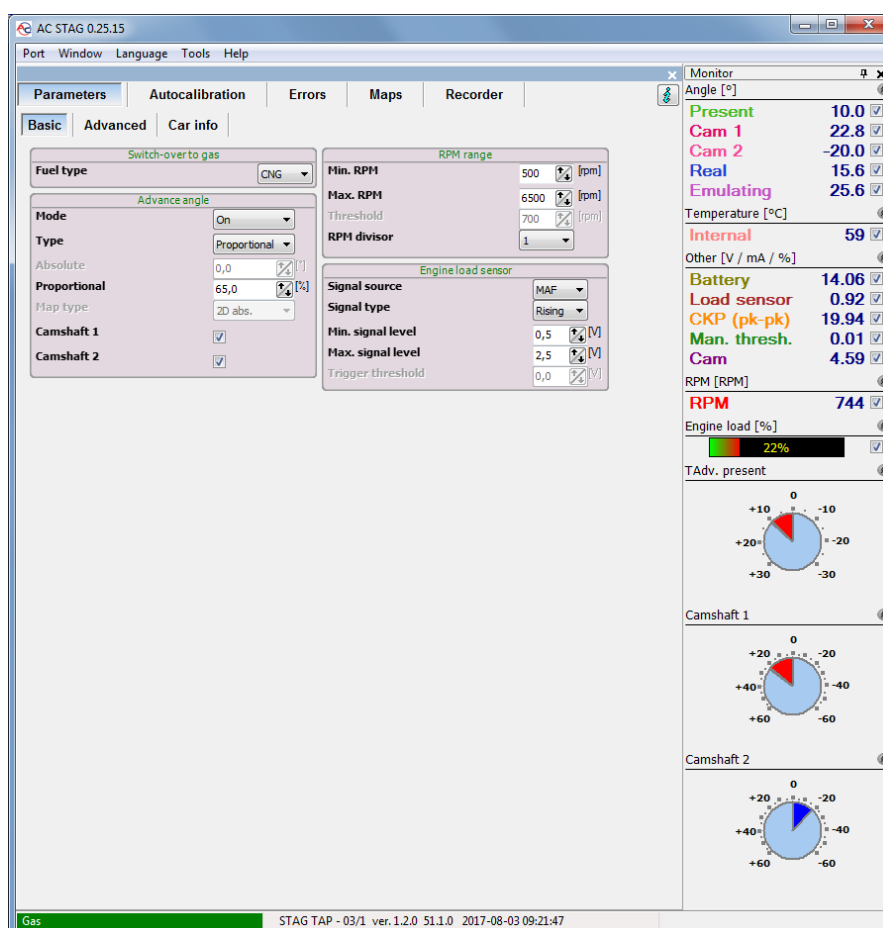 AC STAG 0.25.15
Port Window Language Tools Help
Parameters Autocalibration Errors Maps Recorder
Basic Advanced Car info
Switch-over to gas
Fuel type CNG
Advance angle
Mode On
Type Proportional
Absolute 0,0 [°]
Proportional 65,0 [%]
Map type 2D abs.
Camshaft 1
Camshaft 2
RPM range
Min. RPM 500 [rpm]
Max. RPM 6500 [rpm]
Threshold 700 [rpm]
RPM divisor 1
Engine load sensor
Signal source MAF
Signal type Rising
Min. signal level 0,5 [V]
Max. signal level 2,5 [V]
Trigger threshold 0,0 [V]
Monitor
Angle [°]
Present 10.0
Cam 1 22.8
Cam 2 -20.0
Real 15.6
Emulating 25.6
Temperature [°C]
Internal 59
Other [V / mA / %]
Battery 14.06
Load sensor 0.92
CKP (pk-pk) 19.94
Man. thresh. 0.01
Cam 4.59
RPM [RPM]
RPM 744
Engine load [%]
22%
TAdv. present
0
+10 -10
+20 -20
+30 -30
Camshaft 1
0
+20 -20
+40 -40
+60 -60
Camshaft 2
0
+20 -20
+40 -40
+60 -60
Gas STAG TAP - 03/1 ver. 1.2.0 51.1.0 2017-08-03 09:21:47